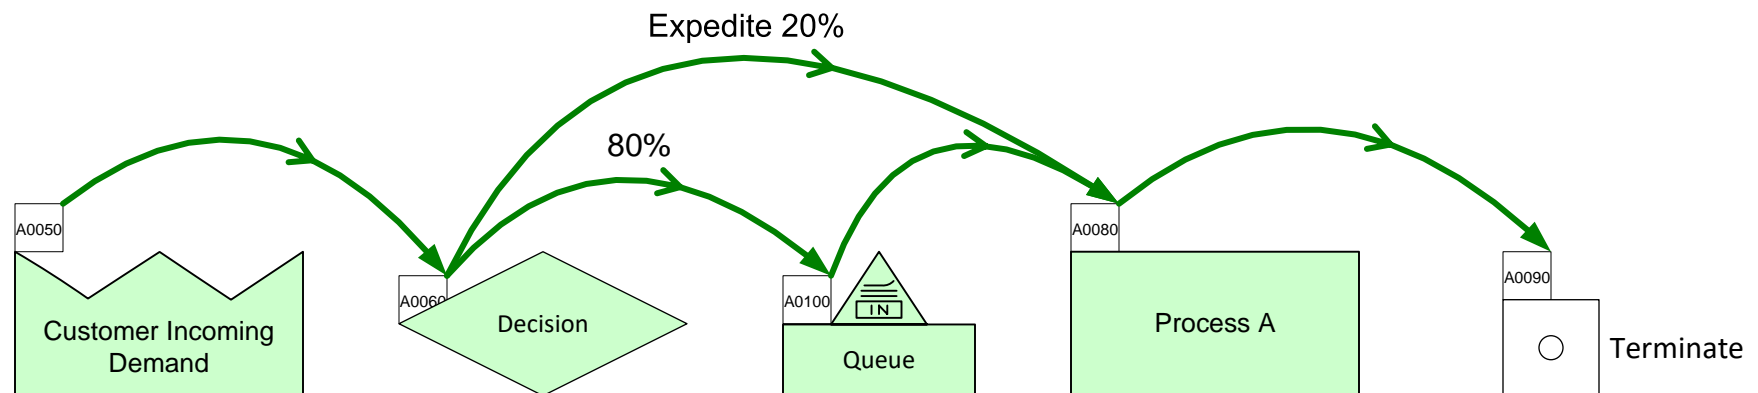 Expedite 20%
80%
A0050
A0080
A0060
A0100
A0090
IN
Customer Incoming
Demand
Decision
Queue
Process A
Terminate